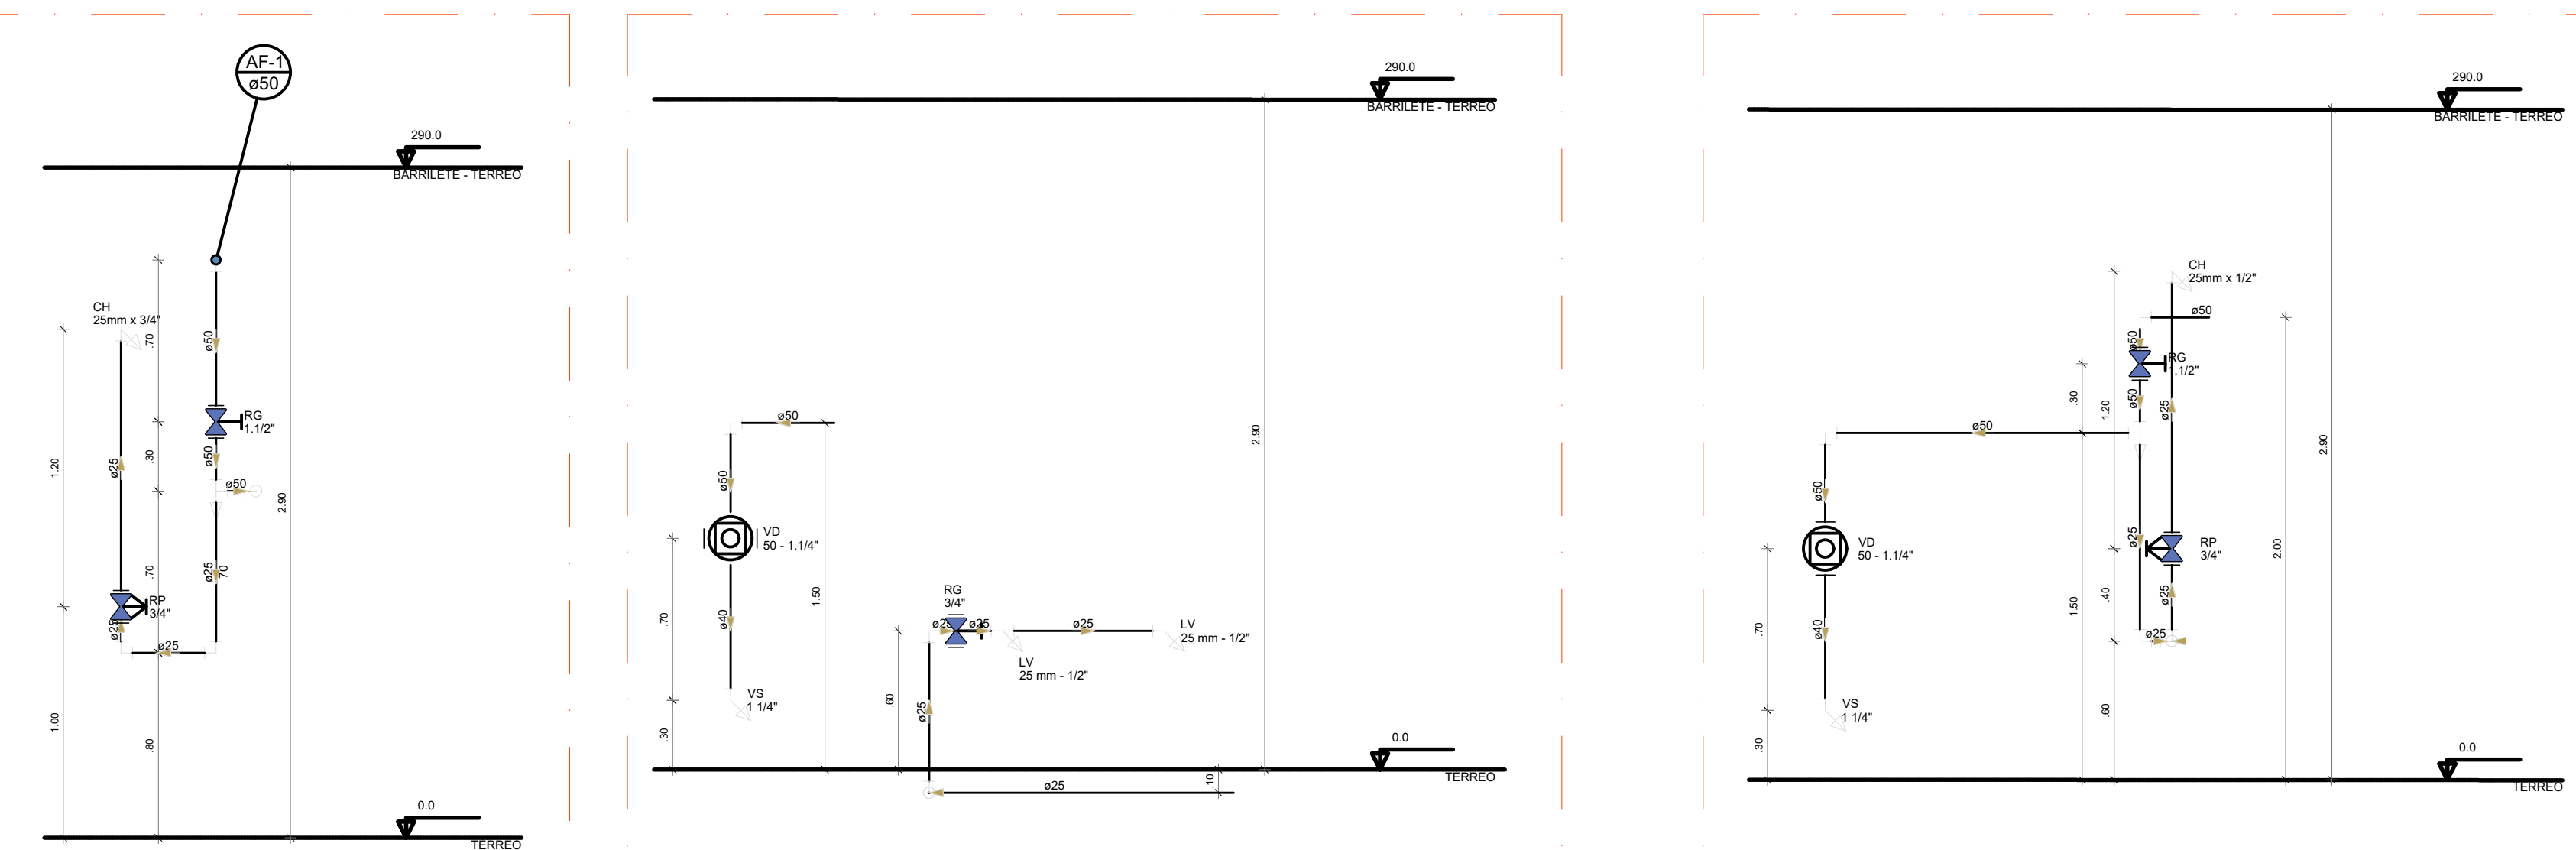 AF-1
ø50
290.0
BARRILETE - TERREO
CH
25mm x 3/4"
.70
ø50
RG
1.1/2"
1.20
ø25
.30
ø50
ø50
2.90
.70
ø25
70
RP
3/4"
ø25
ø25
1.00
.80
0.0
TERREO
290.0
BARRILETE - TERREO
2.90
ø50
ø50
VD
50 - 1.1/4"
1.50
.70
ø40
RG
3/4"
ø25
ø25
ø25
LV
25 mm - 1/2"
LV
25 mm - 1/2"
VS
1 1/4"
.60
ø25
.30
0.0
TERREO
.10
ø25
290.0
BARRILETE - TERREO
CH
25mm x 1/2"
ø50
ø50
RG
1.1/2"
.30
1.20
ø50
ø25
ø50
2.90
ø50
VD
50 - 1.1/4"
ø25
RP
3/4"
2.00
1.50
.40
ø25
.70
ø40
ø25
.60
VS
1 1/4"
.30
0.0
TERREO